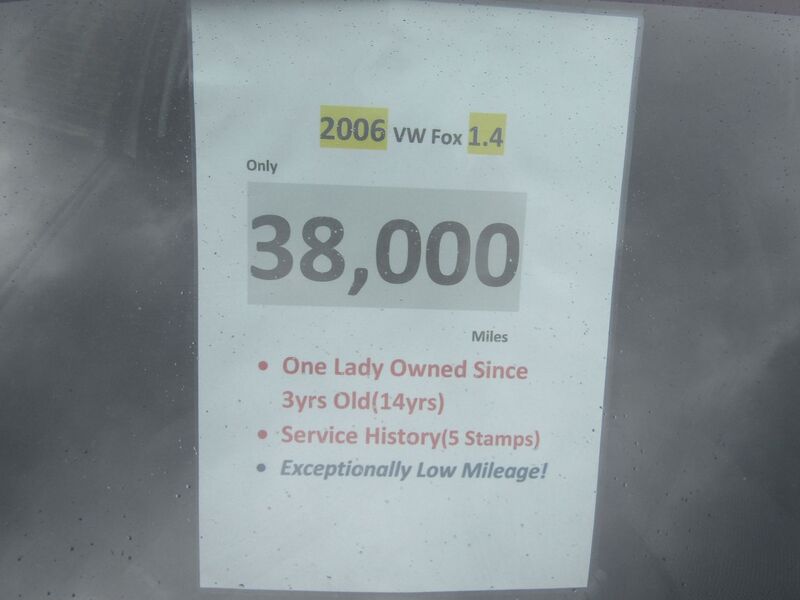 2006 VW Fox 1.4
Only
38,000
Miles
• One Lady Owned Since
3yrs Old(14yrs)
• Service History(5 Stamps)
• Exceptionally Low Mileage!